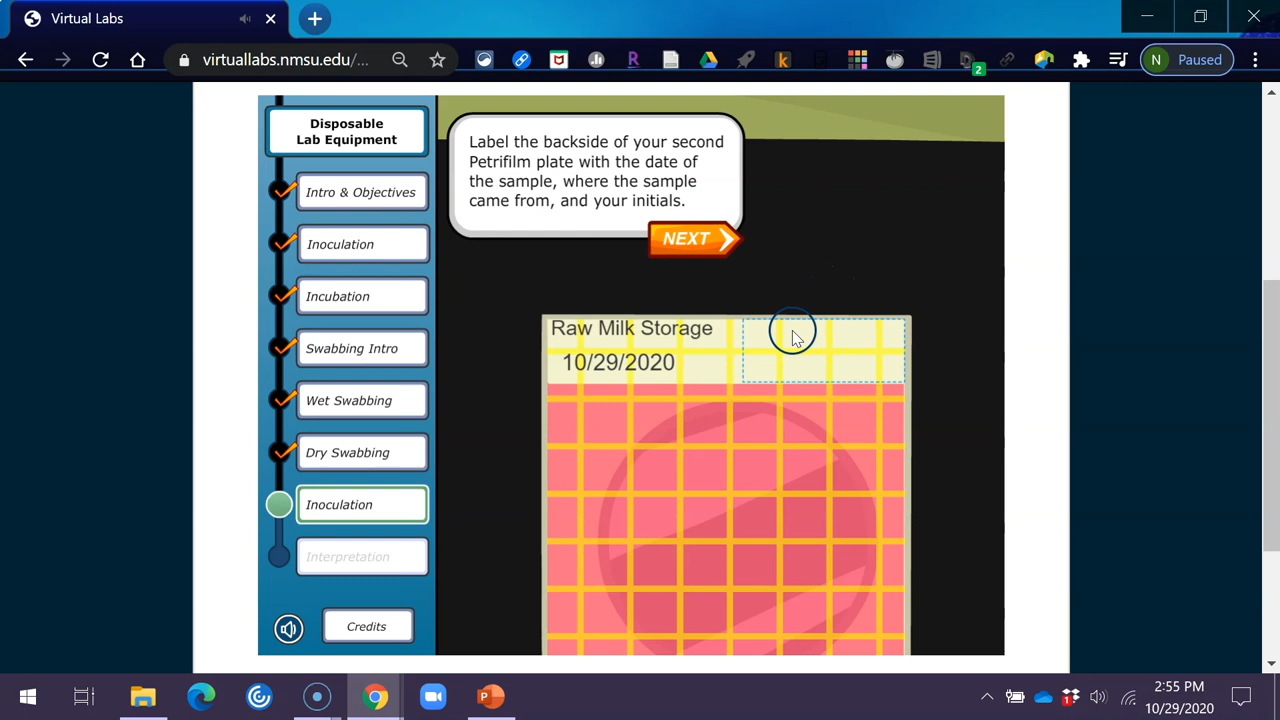 Virtual Labs
virtuallabs.nmsu.edu/...
2
N Paused
Disposable
Lab Equipment
Intro & Objectives
Inoculation
Incubation
Swabbing Intro
Wet Swabbing
Dry Swabbing
Inoculation
Interpretation
Credits
Label the backside of your second
Petrifilm plate with the date of
the sample, where the sample
came from, and your initials.
NEXT
Raw Milk Storage
10/29/2020
2:55 PM
10/29/2020